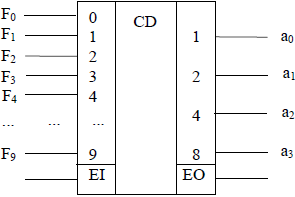 F0 0 CD
F1 1 1 a0
F2 2
F3 3 2 a1
F4 4
4 a2
... ... ...
F9 9 8 a3
EI EO